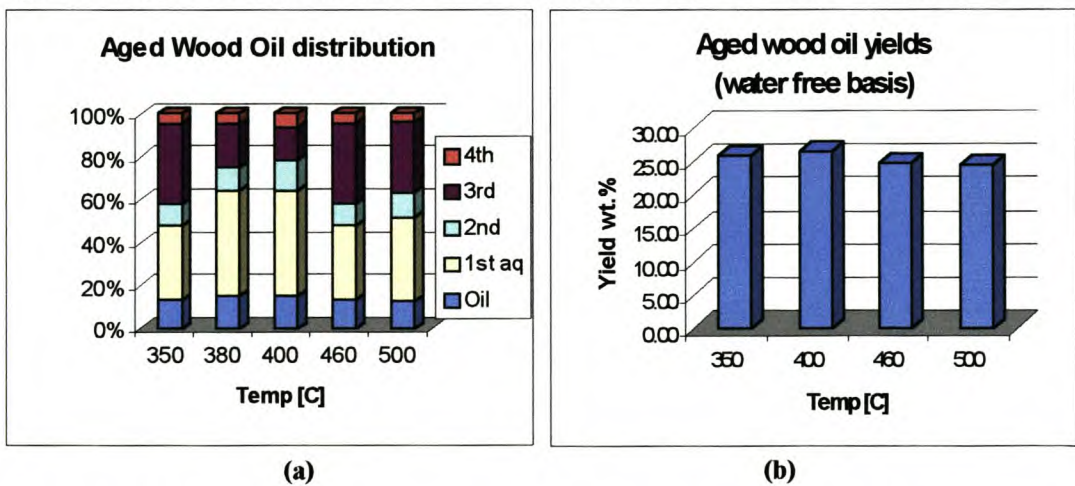 Aged Wood Oil distribution
100%
80%
60%
40%
20%
0%
350 380 400 460 500
Temp [C]
4th
3rd
2nd
1st aq
Oil
(a)
Aged wood oil yields
(water free basis)
Yield wt.%
30.00
25.00
20.00
15.00
10.00
5.00
0.00
350 400 460 500
Temp [C]
(b)